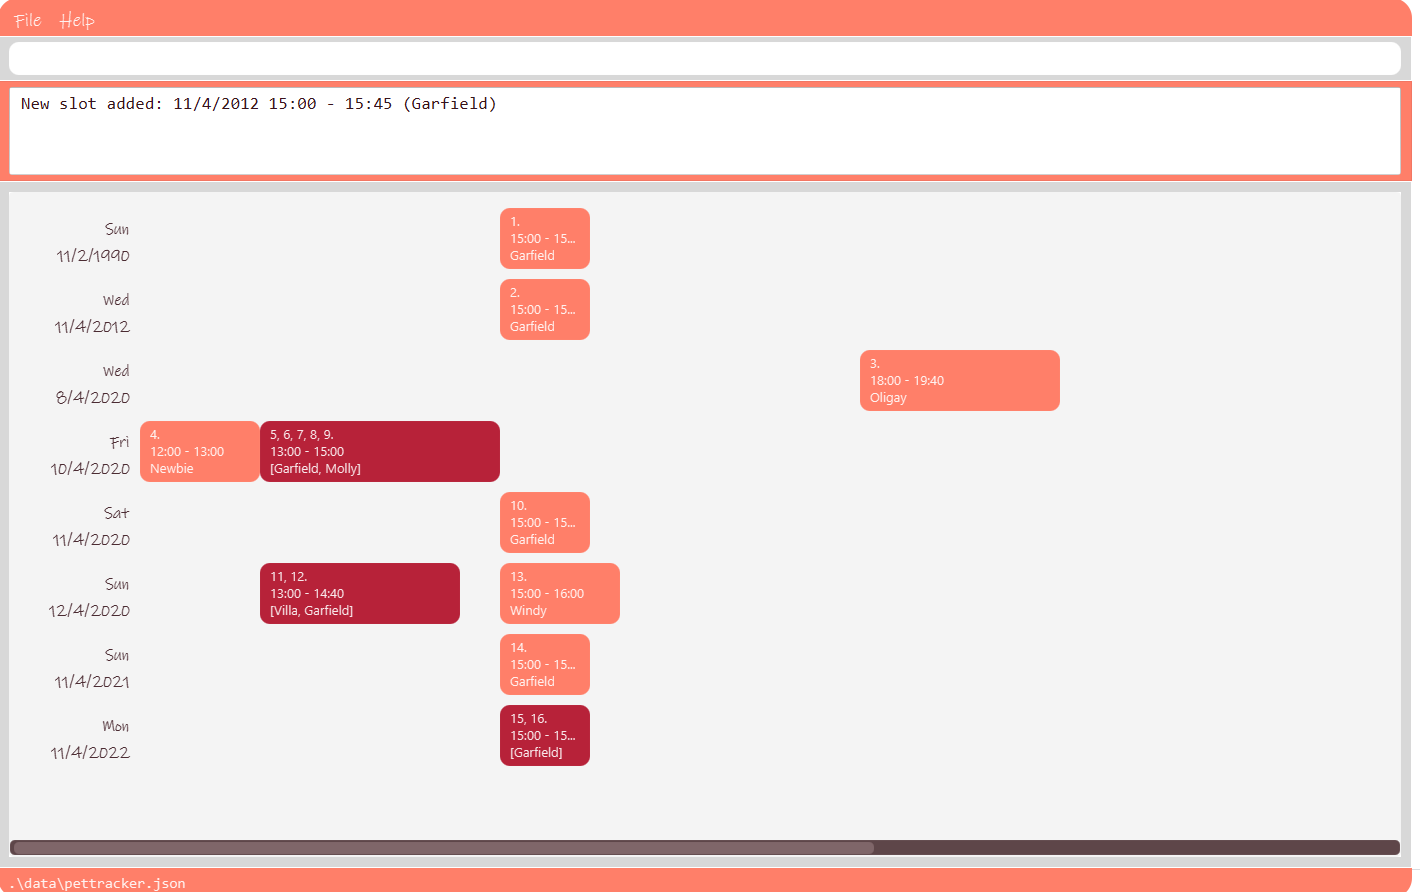 File Help
New slot added: 11/4/2012 15:00 - 15:45 (Garfield)
Sun
11/2/1990
1.
15:00 - 15...
Garfield
Wed
11/4/2012
2.
15:00 - 15...
Garfield
Wed
8/4/2020
3.
18:00 - 19:40
Oligay
Fri
10/4/2020
4.
12:00 - 13:00
Newbie
5, 6, 7, 8, 9.
13:00 - 15:00
[Garfield, Molly]
Sat
11/4/2020
10.
15:00 - 15...
Garfield
Sun
12/4/2020
11, 12.
13:00 - 14:40
[Villa, Garfield]
13.
15:00 - 16:00
Windy
Sun
11/4/2021
14.
15:00 - 15...
Garfield
Mon
11/4/2022
15, 16.
15:00 - 15...
[Garfield]
.\data\pettracker.json